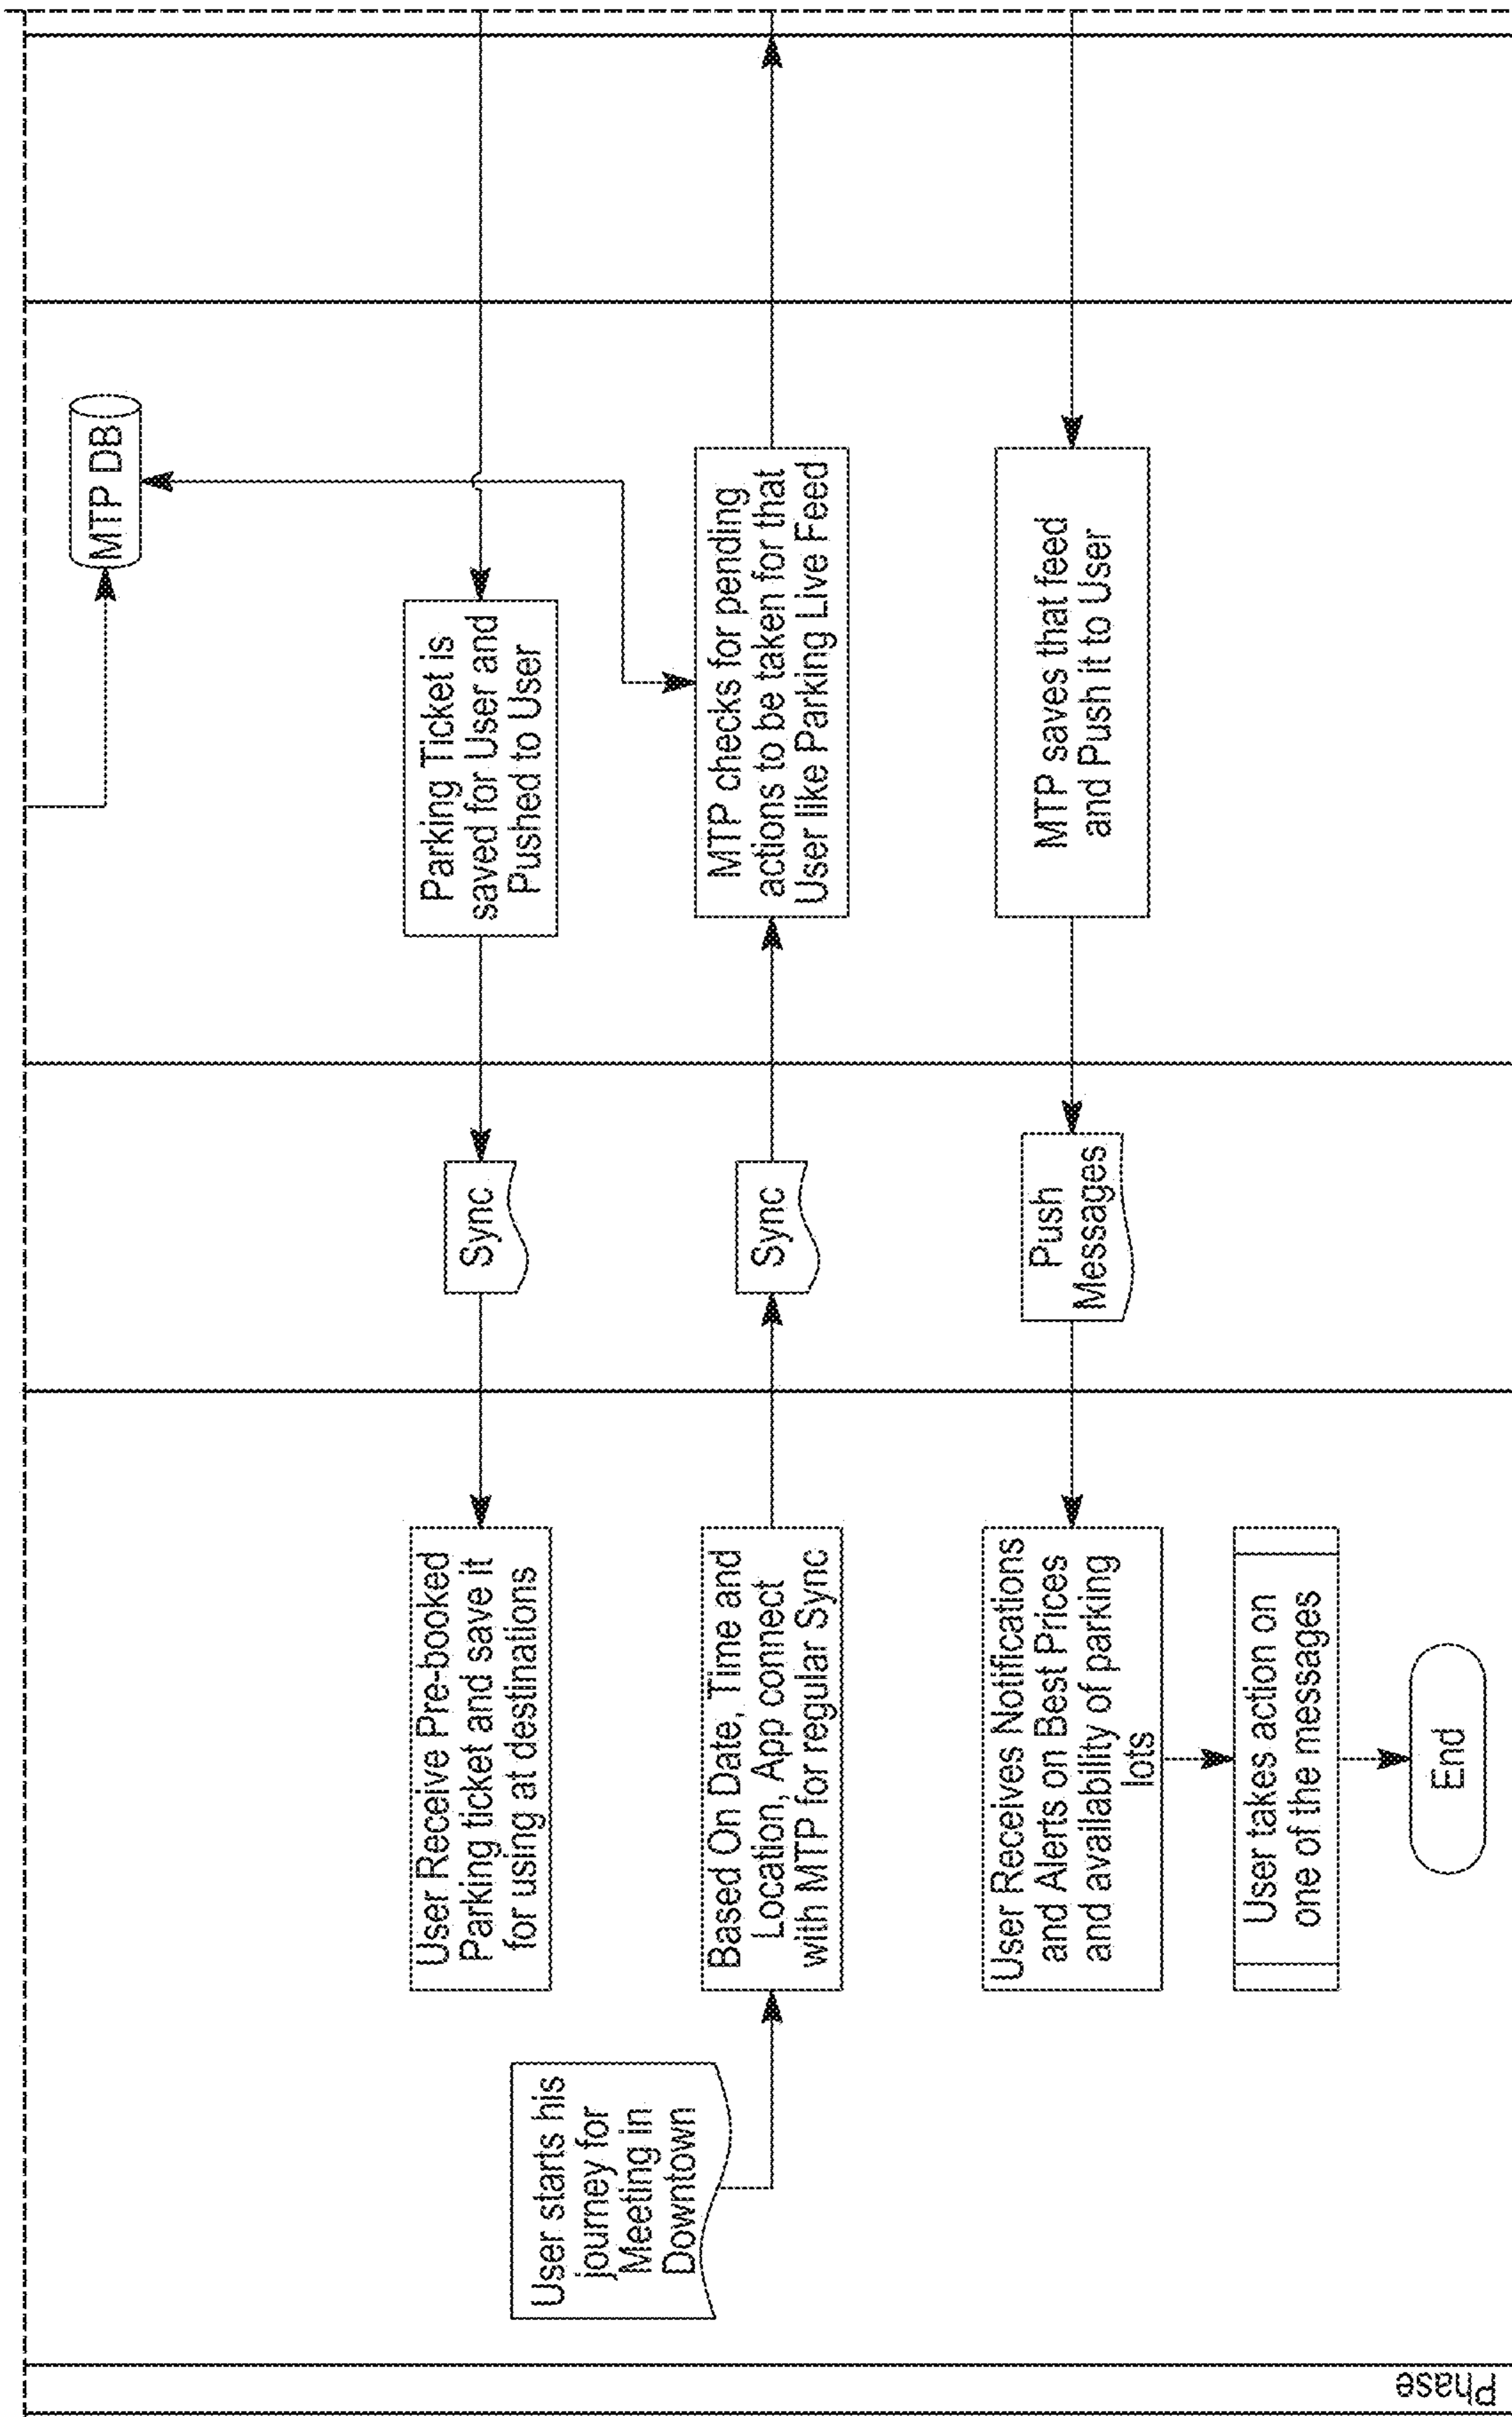 MTP DB
Parking Ticket is
saved for User and
Pushed to User
Sync
User Receive Pre-booked
Parking ticket and save it
for using at destinations
User starts his
journey for
Meeting in
Downtown
Based On Date, Time and
Location, App connect
with MTP for regular Sync
Sync
MTP checks for pending
actions to be taken for that
User like Parking Live Feed
MTP saves that feed
and Push it to User
Push
Messages
User Receives Notifications
and Alerts on Best Prices
and availability of parking
lots
User takes action on
one of the messages
End
Phase